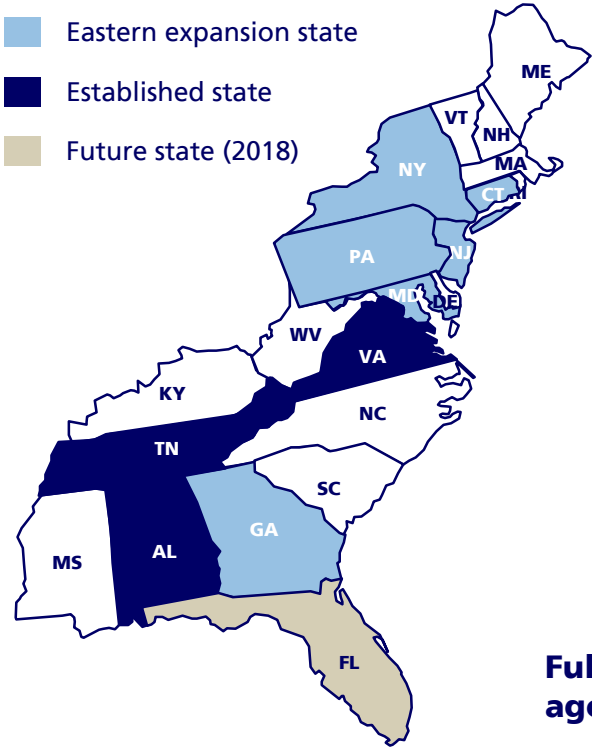 Eastern expansion state
Established state
Future state (2018)
ME
VT
NH
MA
NY
CT
RI
PA
NJ
MD
DE
WV
VA
KY
NC
TN
SC
GA
AL
MS
FL